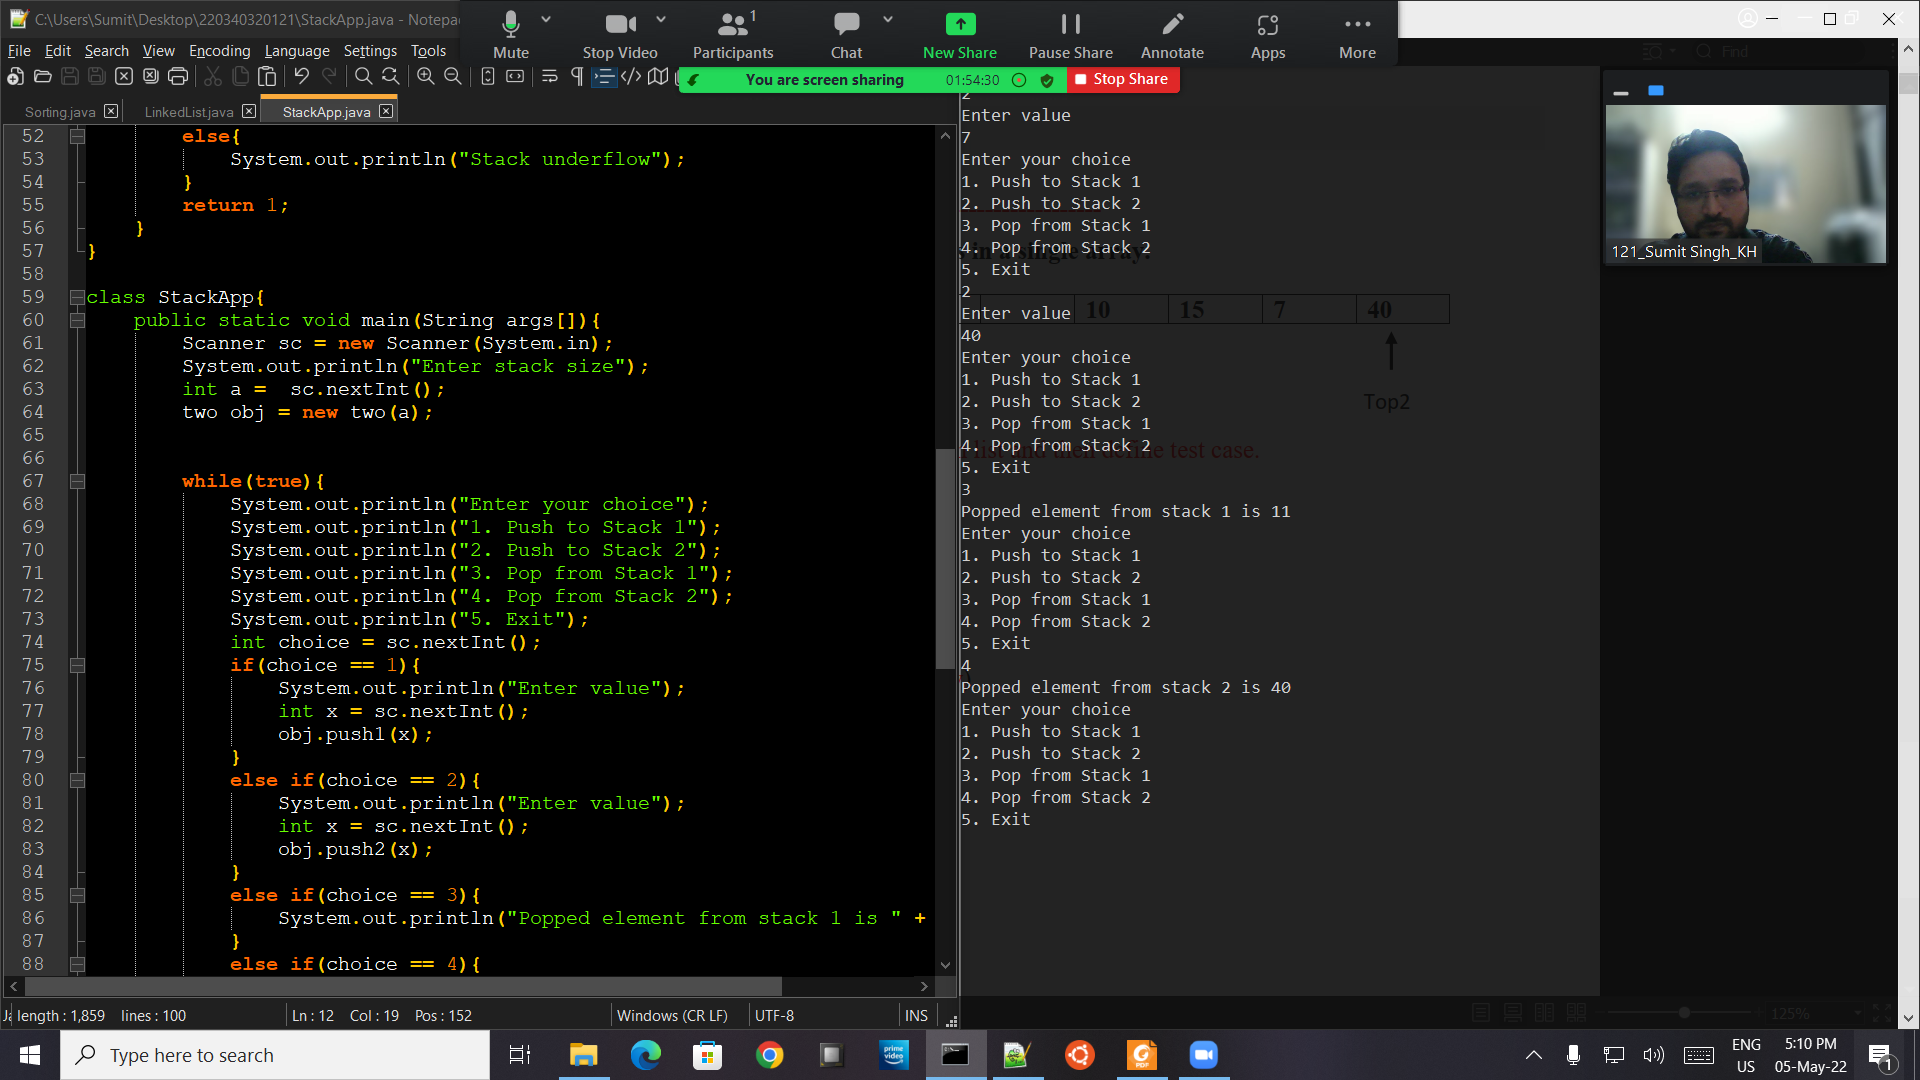 C:\Users\Sumit\Desktop\220340320121\StackApp.java - Notepa
File Edit Search View Encoding Language Settings Tools
Mute
Stop Video
1
Participants
Chat
New Share
Pause Share
Annotate
Apps
More
You are screen sharing 01:54:30 Stop Share
Find
Sorting.java LinkedList.java StackApp.java
52 else{
53 System.out.println("Stack underflow");
54 }
55 return 1;
56 }
57 }
58
59 class StackApp{
60 public static void main(String args[]){
61 Scanner sc = new Scanner(System.in);
62 System.out.println("Enter stack size");
63 int a =  sc.nextInt();
64 two obj = new two(a);
65
66
67 while(true){
68 System.out.println("Enter your choice");
69 System.out.println("1. Push to Stack 1");
70 System.out.println("2. Push to Stack 2");
71 System.out.println("3. Pop from Stack 1");
72 System.out.println("4. Pop from Stack 2");
73 System.out.println("5. Exit");
74 int choice = sc.nextInt();
75 if(choice == 1){
76 System.out.println("Enter value");
77 int x = sc.nextInt();
78 obj.push1(x);
79 }
80 else if(choice == 2){
81 System.out.println("Enter value");
82 int x = sc.nextInt();
83 obj.push2(x);
84 }
85 else if(choice == 3){
86 System.out.println("Popped element from stack 1 is " +
87 }
88 else if(choice == 4){
2
Enter value
7
Enter your choice
1. Push to Stack 1
2. Push to Stack 2
3. Pop from Stack 1
4. Pop from Stack 2
5. Exit
2
Enter value
40
Enter your choice
1. Push to Stack 1
2. Push to Stack 2
3. Pop from Stack 1
4. Pop from Stack 2
5. Exit
3
Popped element from stack 1 is 11
Enter your choice
1. Push to Stack 1
2. Push to Stack 2
3. Pop from Stack 1
4. Pop from Stack 2
5. Exit
4
Popped element from stack 2 is 40
Enter your choice
1. Push to Stack 1
2. Push to Stack 2
3. Pop from Stack 1
4. Pop from Stack 2
5. Exit
in a single array.
10 15 7 40
Top2
list and then define test case.
121_Sumit Singh_KH
length : 1,859 lines : 100 Ln : 12 Col : 19 Pos : 152 Windows (CR LF) UTF-8 INS
125%
Type here to search
prime video
PDF
ENG
US
5:10 PM
05-May-22
1